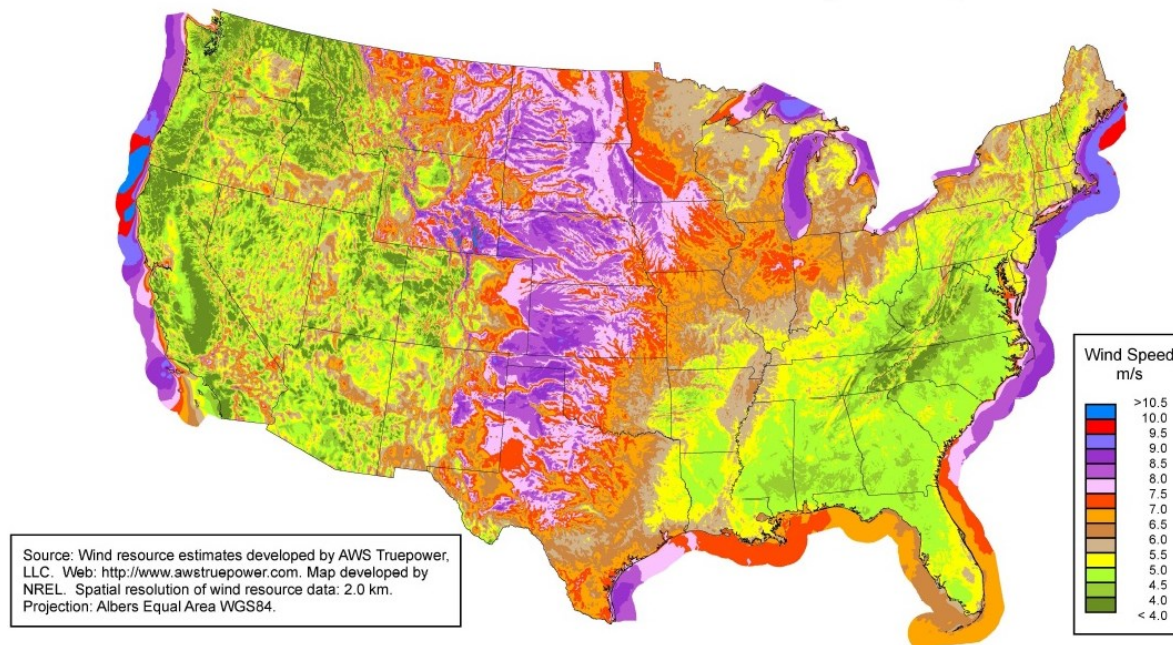 Source: Wind resource estimates developed by AWS Truepower,
LLC. Web: http://www.awstruepower.com. Map developed by
NREL. Spatial resolution of wind resource data: 2.0 km.
Projection: Albers Equal Area WGS84.
Wind Speed
m/s
>10.5
10.0
9.5
9.0
8.5
8.0
7.5
7.0
6.5
6.0
5.5
5.0
4.5
4.0
< 4.0